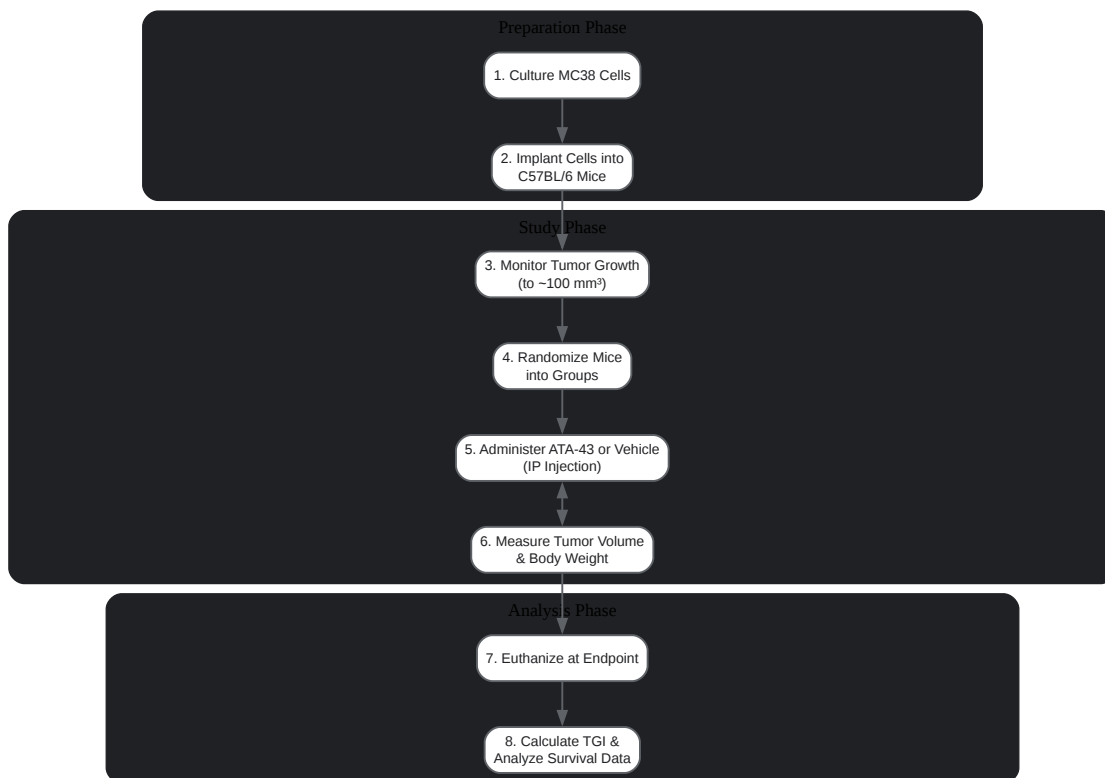 Preparation Phase
1. Culture MC38 Cells
2. Implant Cells into
C57BL/6 Mice
Study Phase
3. Monitor Tumor Growth
(to ~100 mm³)
4. Randomize Mice
into Groups
5. Administer ATA-43 or Vehicle
(IP Injection)
6. Measure Tumor Volume
& Body Weight
Analysis Phase
7. Euthanize at Endpoint
8. Calculate TGI &
Analyze Survival Data